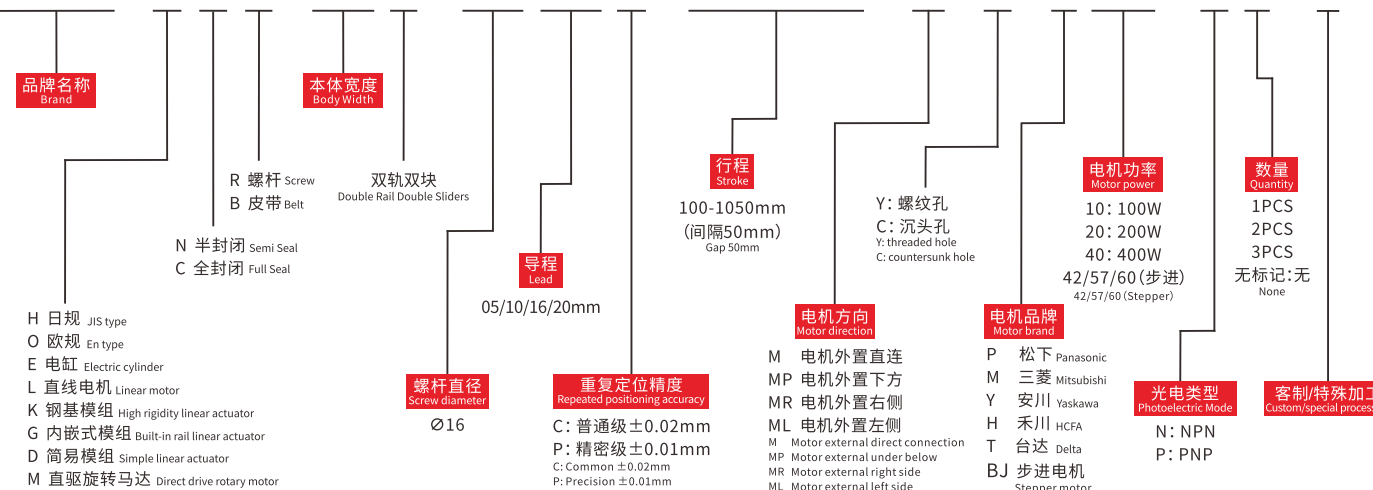 品牌名称
Brand
H 日规 JIS type
O 欧规 En type
E 电缸 Electric cylinder
L 直线电机 Linear motor
K 钢基模组 High rigidity linear actuator
G 内嵌式模组 Built-in rail linear actuator
D 简易模组 Simple linear actuator
M 直驱旋转马达 Direct drive rotary motor
N 半封闭 Semi Seal
C 全封闭 Full Seal
R 螺杆 Screw
B 皮带 Belt
本体宽度
Body Width
双轨双块
Double Rail Double Sliders
螺杆直径
Screw diameter
∅16
导程
Lead
05/10/16/20mm
重复定位精度
Repeated positioning accuracy
C: 普通级±0.02mm
P: 精密级±0.01mm
C: Common ±0.02mm
P: Precision ±0.01mm
行程
Stroke
100-1050mm
(间隔50mm)
Gap 50mm
电机方向
Motor direction
M 电机外置直连
MP 电机外置下方
MR 电机外置右侧
ML 电机外置左侧
M Motor external direct connection
MP Motor external under below
MR Motor external right side
ML Motor external left side
Y: 螺纹孔
C: 沉头孔
Y: threaded hole
C: countersunk hole
电机品牌
Motor brand
P 松下 Panasonic
M 三菱 Mitsubishi
Y 安川 Yaskawa
H 禾川 HCFA
T 台达 Delta
BJ 步进电机
Stepper motor
电机功率
Motor power
10: 100W
20: 200W
40: 400W
42/57/60(步进)
42/57/60(Stepper)
光电类型
Photoelectric Mode
N: NPN
P: PNP
数量
Quantity
1PCS
2PCS
3PCS
无标记:无
None
客制/特殊加工
Custom/special process